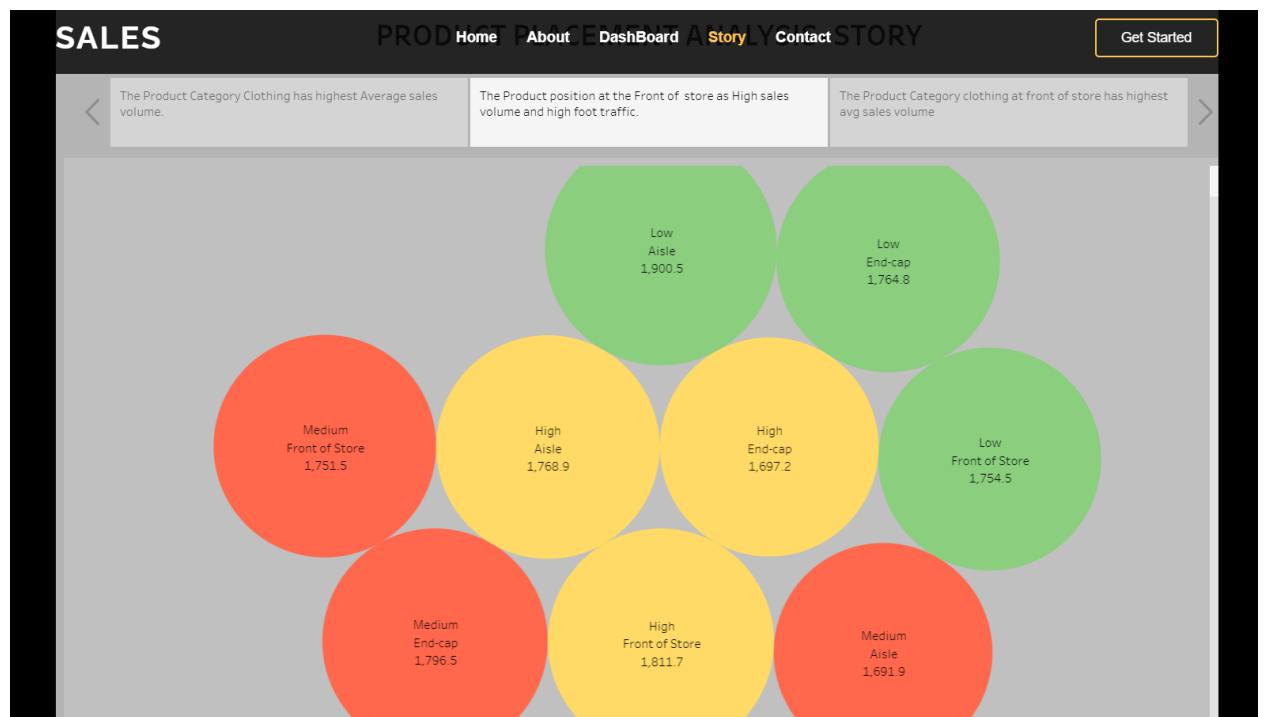 SALES
PRODUCT PLACEMENT ANALYSIS STORY
Home About DashBoard Story Contact
Get Started
The Product Category Clothing has highest Average sales
volume.
The Product position at the Front of store as High sales
volume and high foot traffic.
The Product Category clothing at front of store has highest
avg sales volume
Low
Aisle
1,900.5
Low
End-cap
1,764.8
Medium
Front of Store
1,751.5
High
Aisle
1,768.9
High
End-cap
1,697.2
Low
Front of Store
1,754.5
Medium
End-cap
1,796.5
High
Front of Store
1,811.7
Medium
Aisle
1,691.9